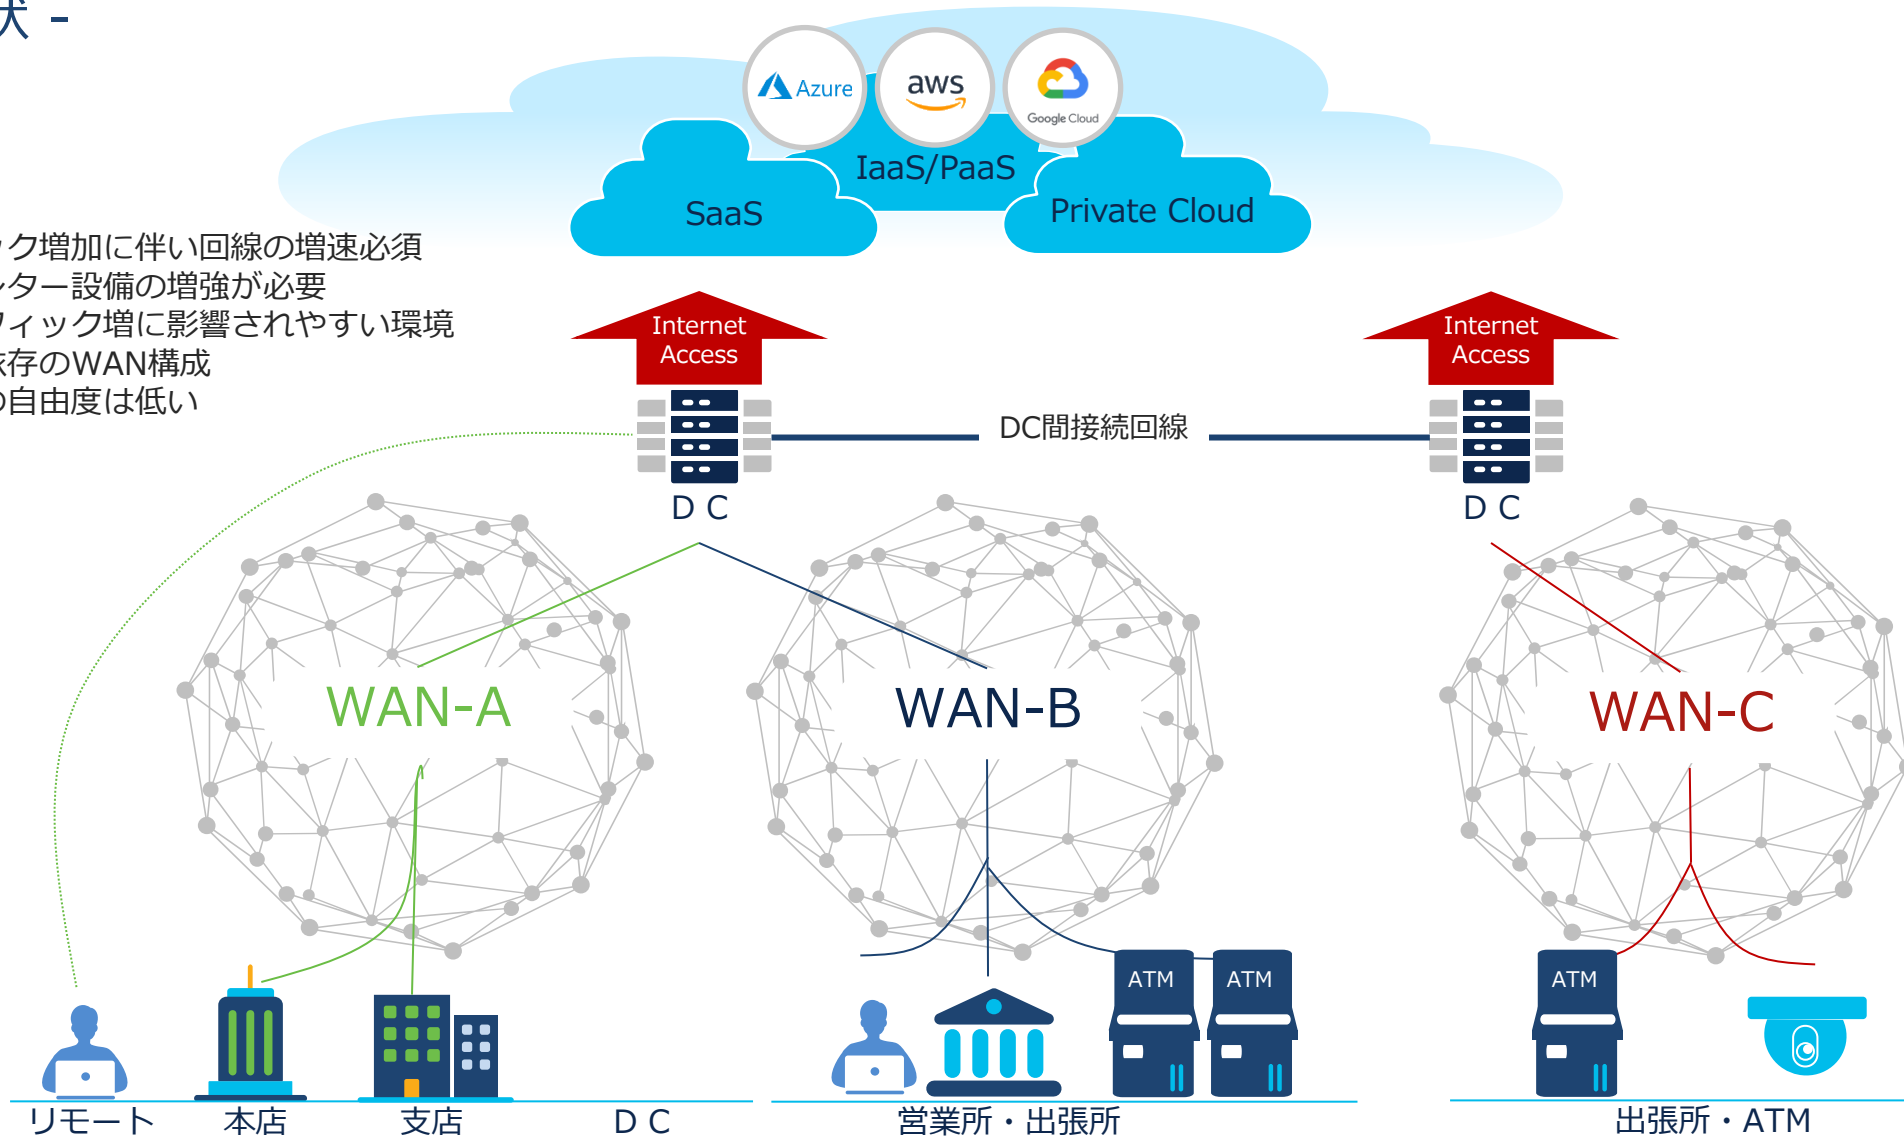 状 -
Azure
aws
Google Cloud
IaaS/PaaS
SaaS
Private Cloud
ック増加に伴い回線の増速必須
ンター設備の増強が必要
フィック増に影響されやすい環境
依存のWAN構成
の自由度は低い
Internet
Access
Internet
Access
DC間接続回線
D C
D C
WAN-A
WAN-B
WAN-C
ATM
ATM
ATM
リモート
本店
支店
D C
営業所・出張所
出張所・ATM